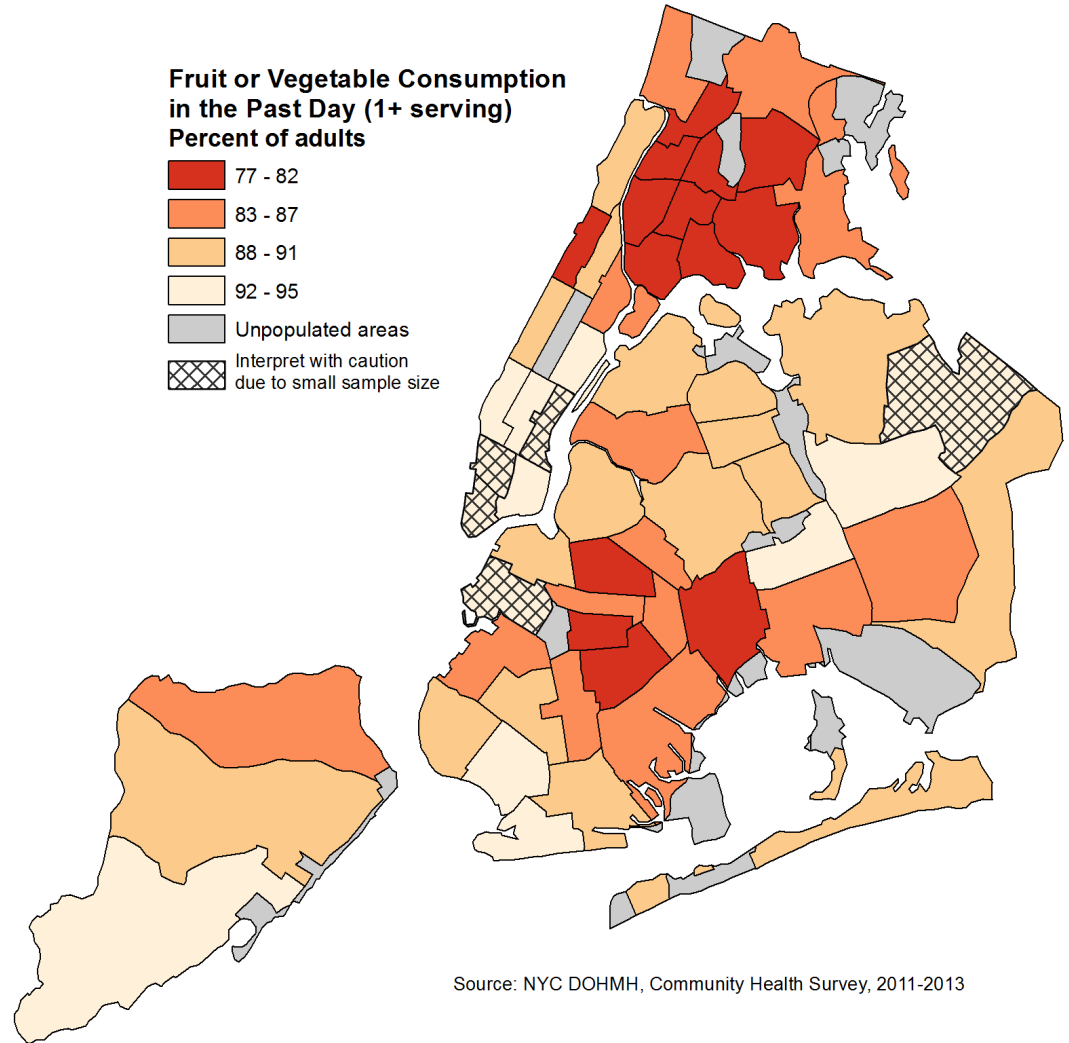 Fruit or Vegetable Consumption
in the Past Day (1+ serving)
Percent of adults
77 - 82
83 - 87
88 - 91
92 - 95
Unpopulated areas
Interpret with caution
due to small sample size
Source: NYC DOHMH, Community Health Survey, 2011-2013